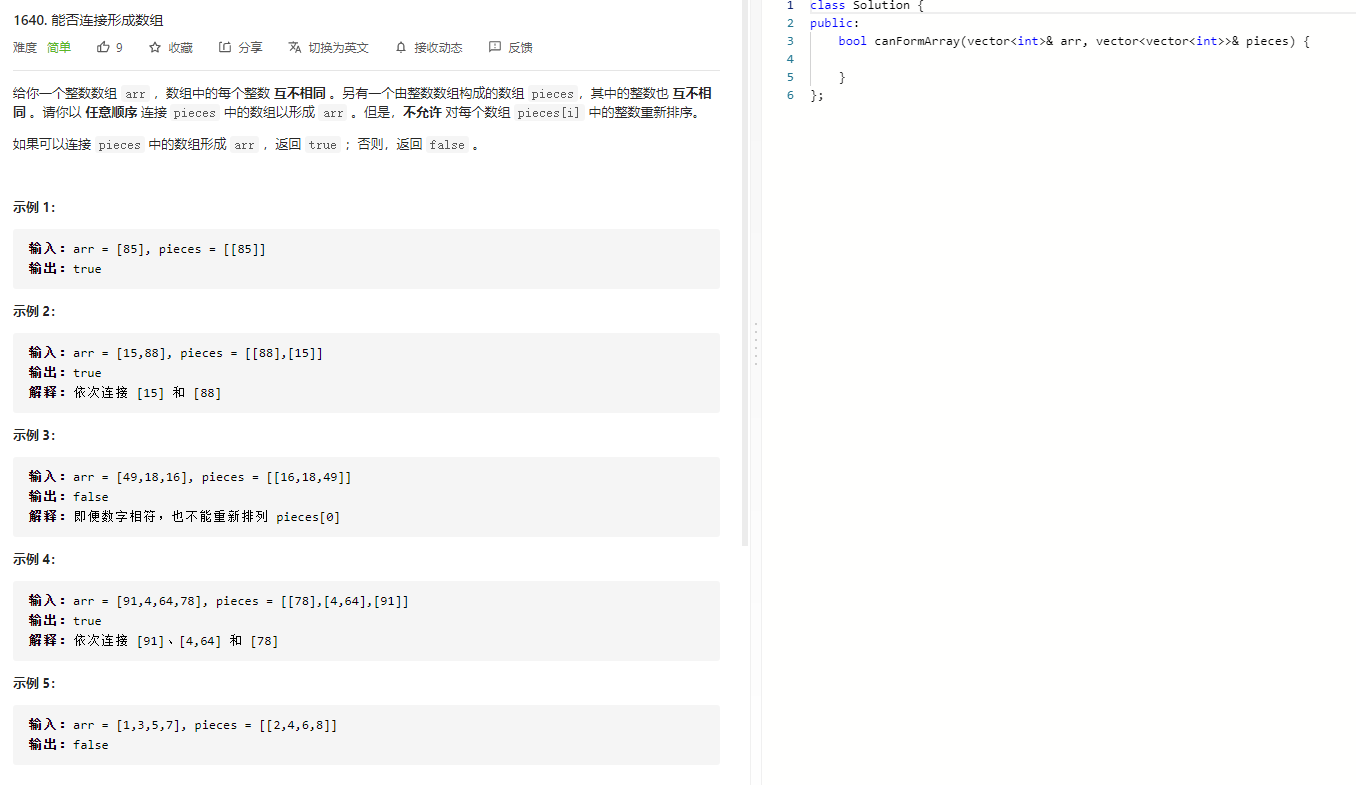 1640. 能否连接形成数组
难度 简单 9 收藏 分享 切换为英文 接收动态 反馈
给你一个整数数组 arr ，数组中的每个整数 互不相同 。另有一个由整数数组构成的数组 pieces，其中的整数也 互不相
同 。请你以 任意顺序 连接 pieces 中的数组以形成 arr 。但是，不允许 对每个数组 pieces[i] 中的整数重新排序。
如果可以连接 pieces 中的数组形成 arr ，返回 true ；否则，返回 false 。
示例 1：
输入：arr = [85], pieces = [[85]]
输出：true
示例 2：
输入：arr = [15,88], pieces = [[88],[15]]
输出：true
解释：依次连接 [15] 和 [88]
示例 3：
输入：arr = [49,18,16], pieces = [[16,18,49]]
输出：false
解释：即便数字相符，也不能重新排列 pieces[0]
示例 4：
输入：arr = [91,4,64,78], pieces = [[78],[4,64],[91]]
输出：true
解释：依次连接 [91]、[4,64] 和 [78]
示例 5：
输入：arr = [1,3,5,7], pieces = [[2,4,6,8]]
输出：false
1 class Solution {
2 public:
3 bool canFormArray(vector<int>& arr, vector<vector<int>>& pieces) {
4
5 }
6 };